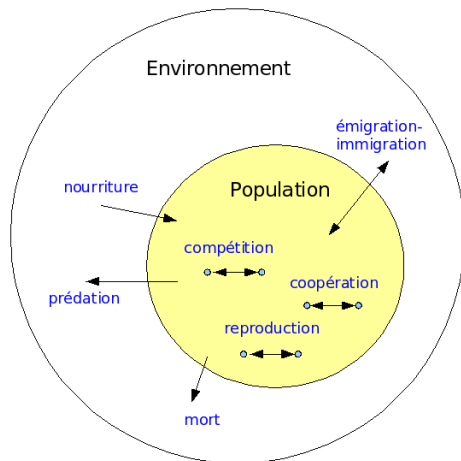 Environnement
émigration-
immigration
nourriture
Population
compétition
coopération
prédation
reproduction
mort